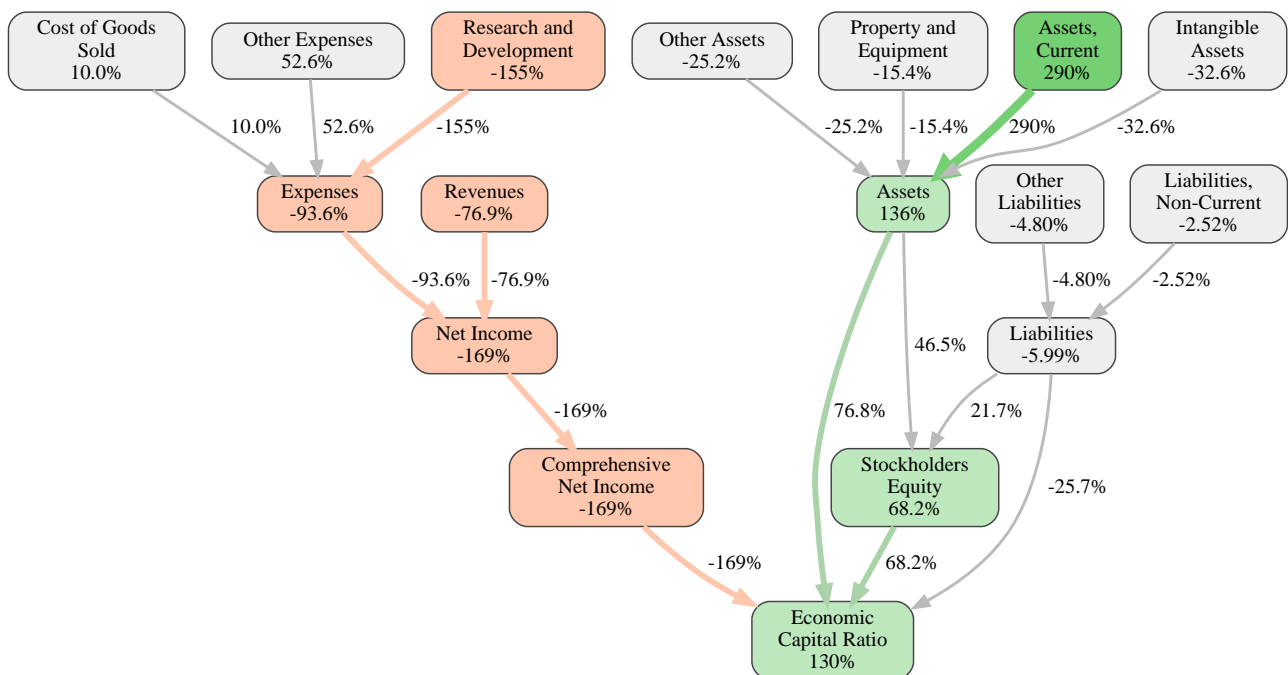 Cost of Goods
Sold
10.0%
Other Expenses
52.6%
Research and
Development
-155%
Other Assets
-25.2%
Property and
Equipment
-15.4%
Assets,
Current
290%
Intangible
Assets
-32.6%
10.0%
52.6%
-155%
-25.2%
-15.4%
290%
-32.6%
Expenses
-93.6%
Revenues
-76.9%
Assets
136%
Other
Liabilities
-4.80%
Liabilities,
Non-Current
-2.52%
-93.6%
-76.9%
-4.80%
-2.52%
Net Income
-169%
46.5%
Liabilities
-5.99%
-169%
76.8%
21.7%
Comprehensive
Net Income
-169%
Stockholders
Equity
68.2%
-25.7%
-169%
68.2%
Economic
Capital Ratio
130%